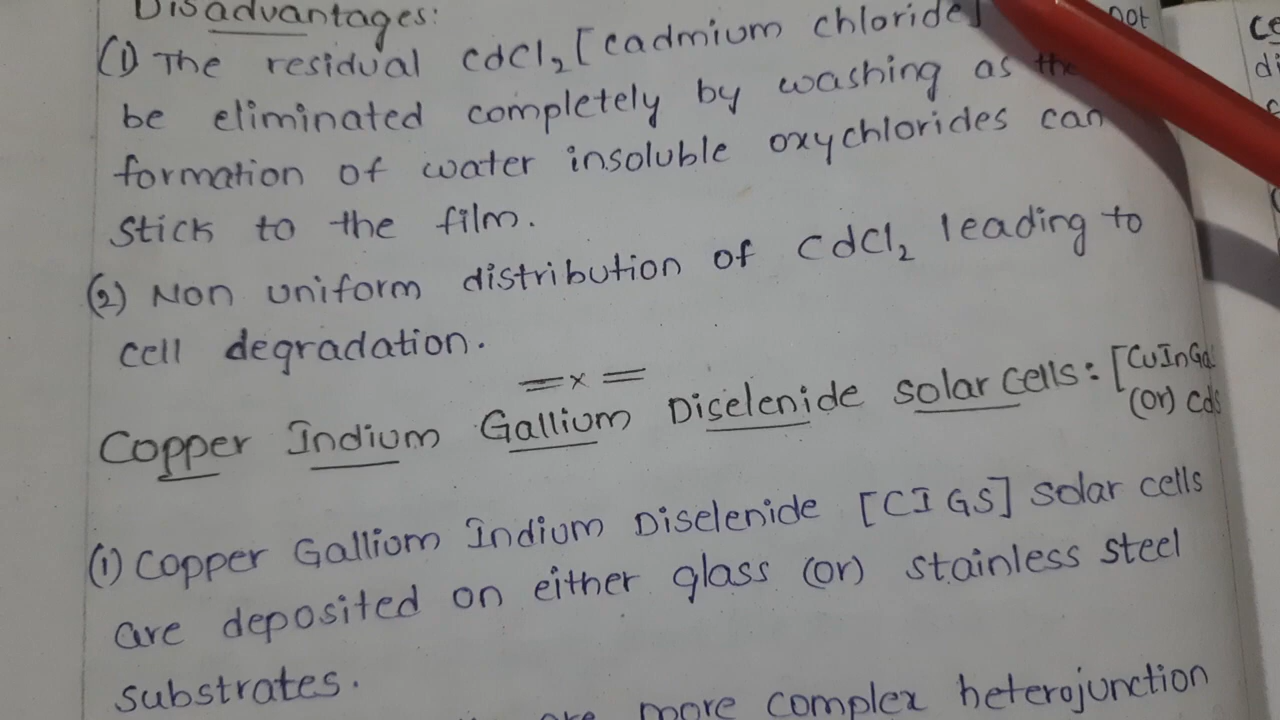 Disadvantages:
(1) The residual CdCl2 [cadmium chloride] not
be eliminated completely by washing as the
formation of water insoluble oxychlorides can
stick to the film.
(2) Non uniform distribution of CdCl2 leading to
cell degradation.
=x=
Copper Indium Gallium Diselenide solar cells: [CuInGa
(or) Cds
(1) Copper Gallium Indium Diselenide [CIGS] solar cells
are deposited on either glass (or) stainless steel
substrates.
are more complex heterojunction